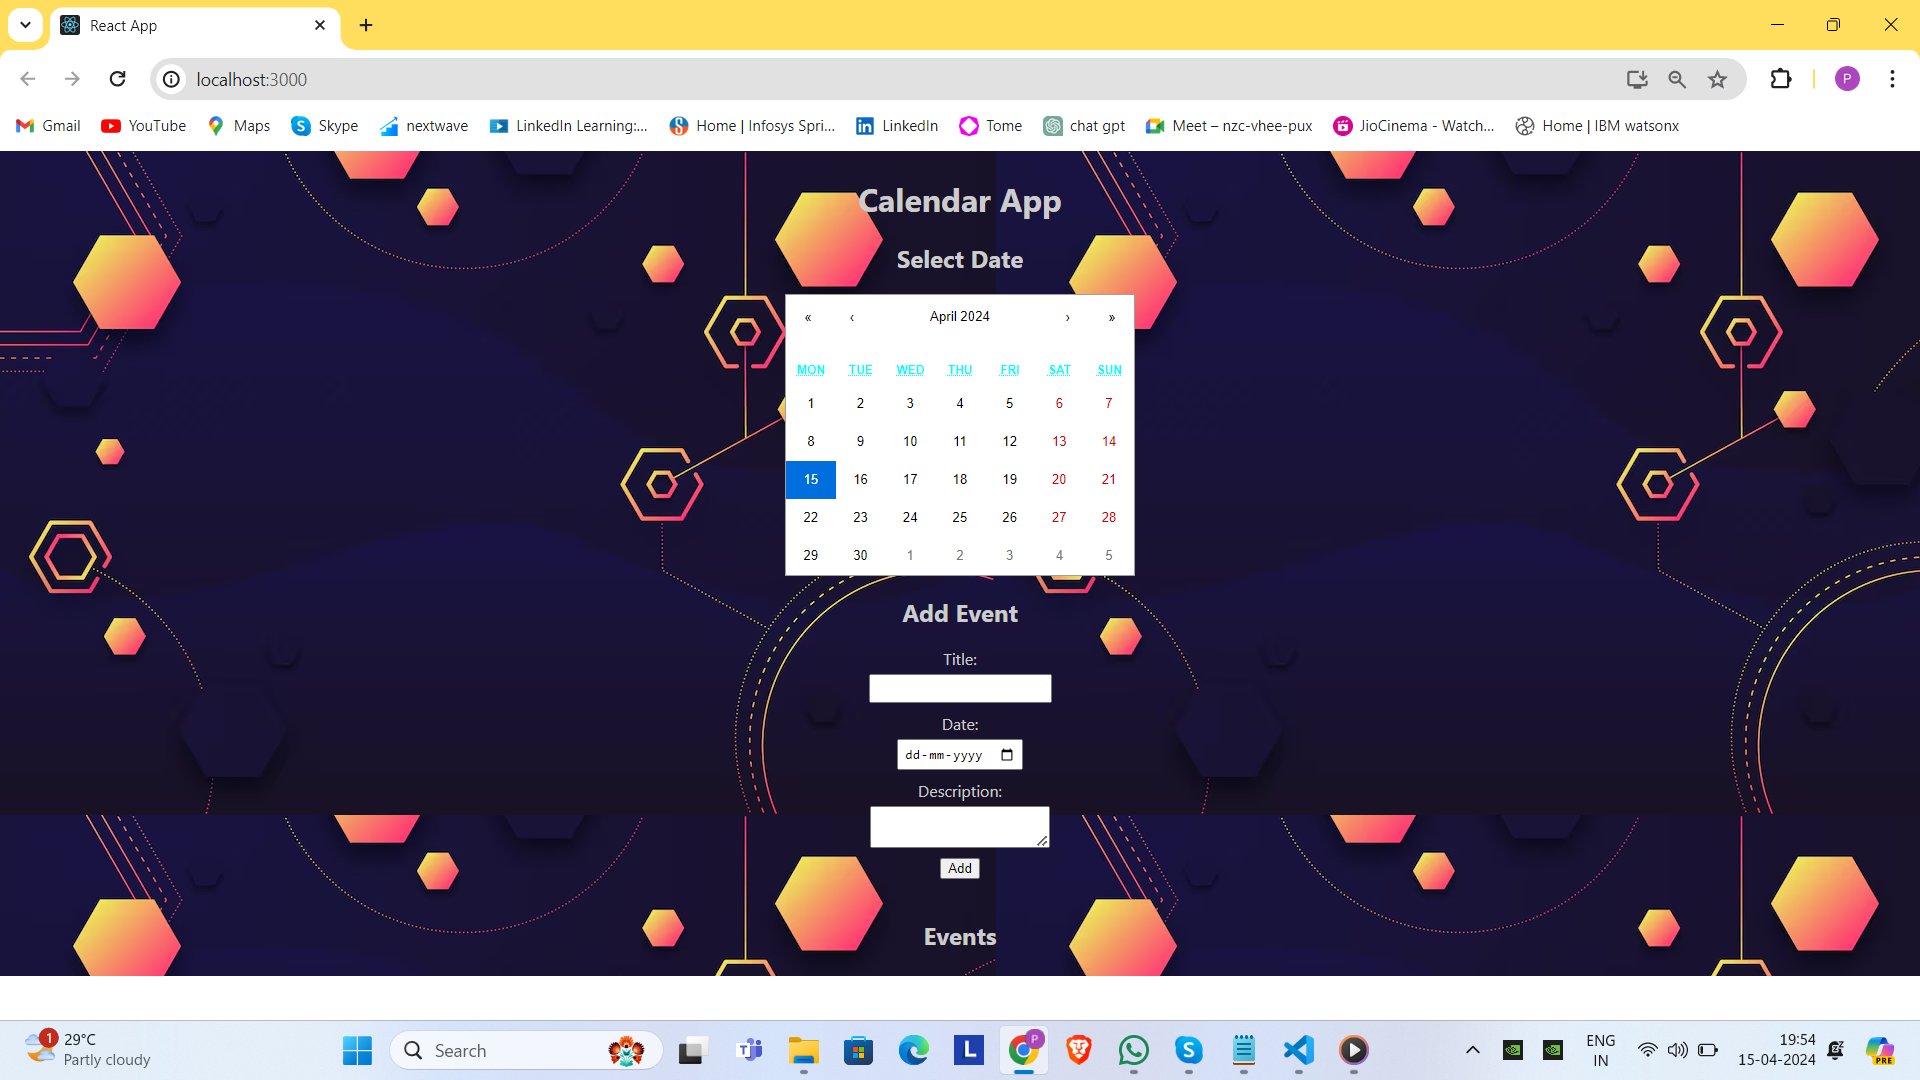 React App
localhost:3000
P
Gmail YouTube Maps Skype nextwave LinkedIn Learning:... Home | Infosys Spri... LinkedIn Tome chat gpt Meet – nzc-vhee-pux JioCinema - Watch... Home | IBM watsonx
Calendar App
Select Date
« ‹ April 2024 › »
MON TUE WED THU FRI SAT SUN
1 2 3 4 5 6 7
8 9 10 11 12 13 14
15 16 17 18 19 20 21
22 23 24 25 26 27 28
29 30 1 2 3 4 5
Add Event
Title:
Date:
dd-mm-yyyy
Description:
Add
Events
1 29°C
Partly cloudy
Search
L
P
ENG
IN
19:54
15-04-2024
PRE